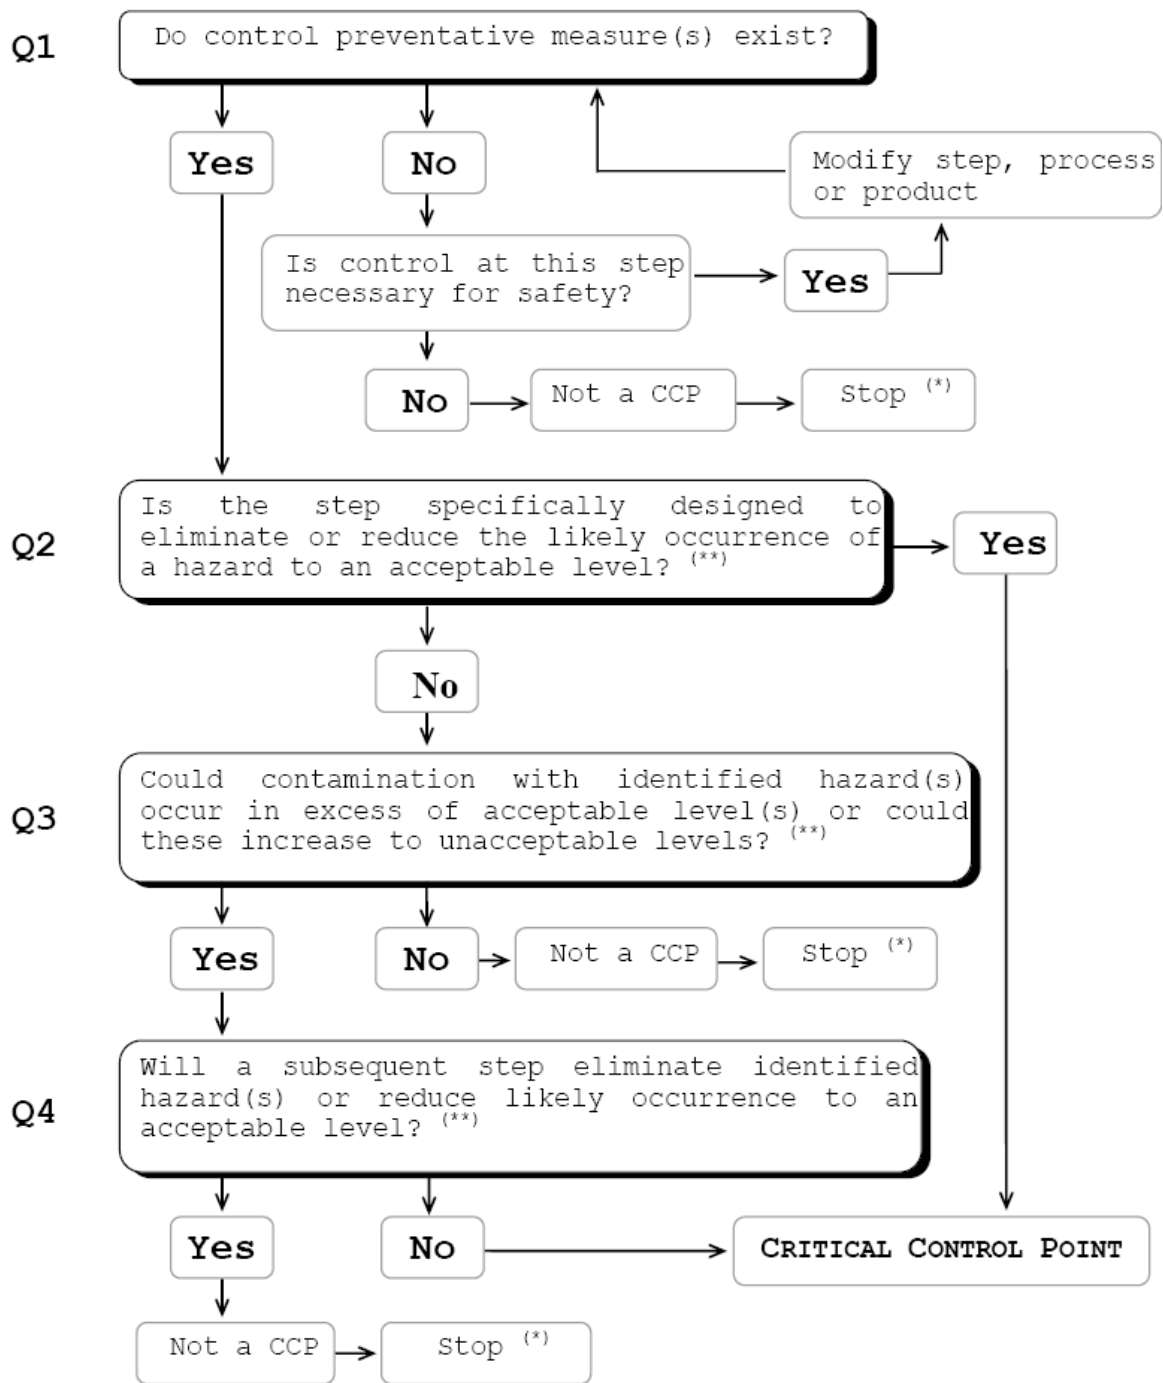 Q1
Do control preventative measure(s) exist?
Yes
No
Modify step, process
or product
Is control at this step
necessary for safety?
Yes
No
Not a CCP
Stop (*)
Q2
Is the step specifically designed to
eliminate or reduce the likely occurrence of
a hazard to an acceptable level? (**)
Yes
No
Q3
Could contamination with identified hazard(s)
occur in excess of acceptable level(s) or could
these increase to unacceptable levels? (**)
Yes
No
Not a CCP
Stop (*)
Q4
Will a subsequent step eliminate identified
hazard(s) or reduce likely occurrence to an
acceptable level? (**)
Yes
No
CRITICAL CONTROL POINT
Not a CCP
Stop (*)